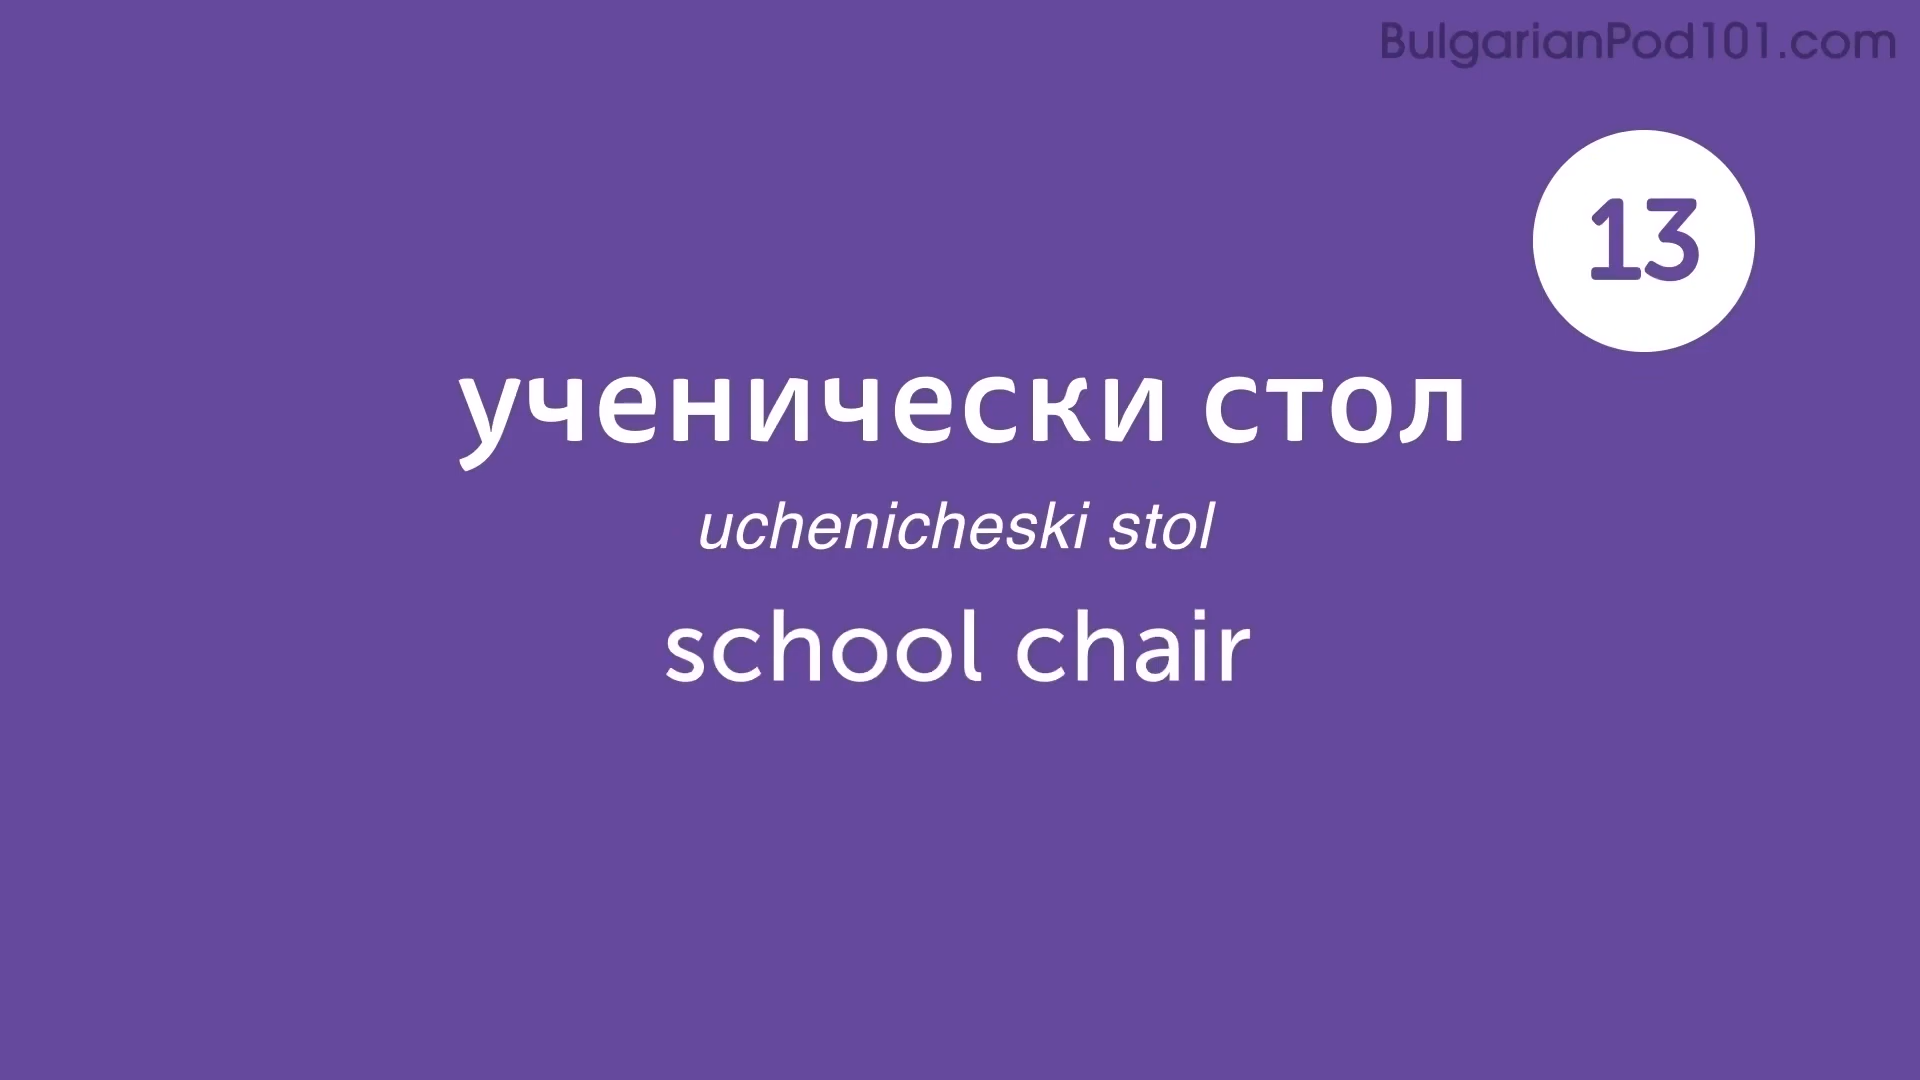 BulgarianPod101.com
13
ученически стол
uchenicheski stol
school chair